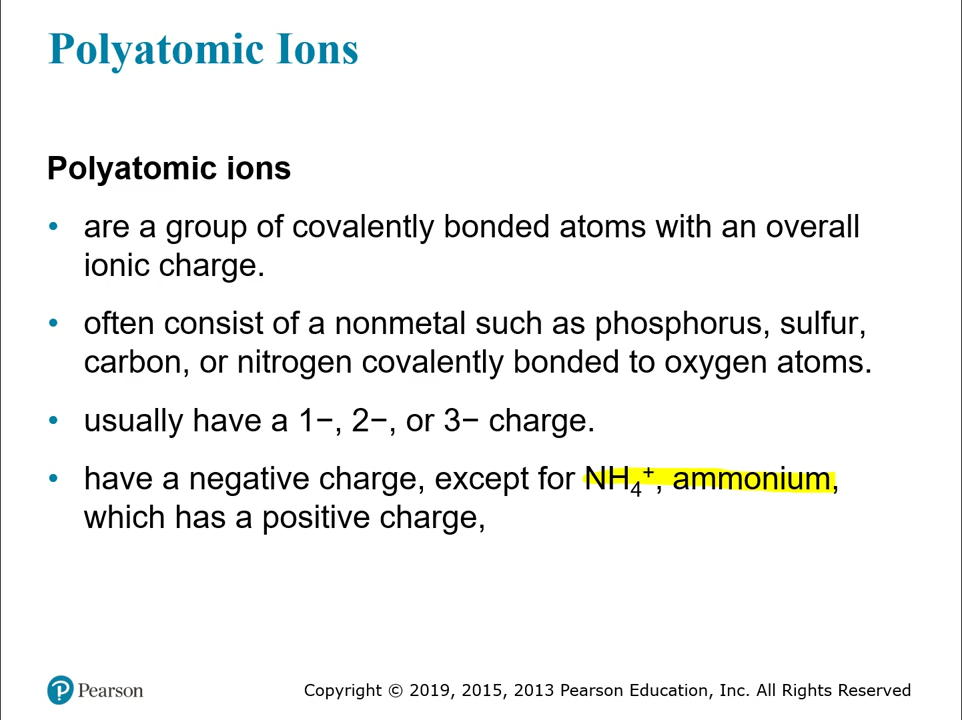 Polyatomic Ions
Polyatomic ions
• are a group of covalently bonded atoms with an overall
ionic charge.
• often consist of a nonmetal such as phosphorus, sulfur,
carbon, or nitrogen covalently bonded to oxygen atoms.
• usually have a 1−, 2−, or 3− charge.
• have a negative charge, except for NH₄⁺, ammonium,
which has a positive charge,
Pearson
Copyright © 2019, 2015, 2013 Pearson Education, Inc. All Rights Reserved